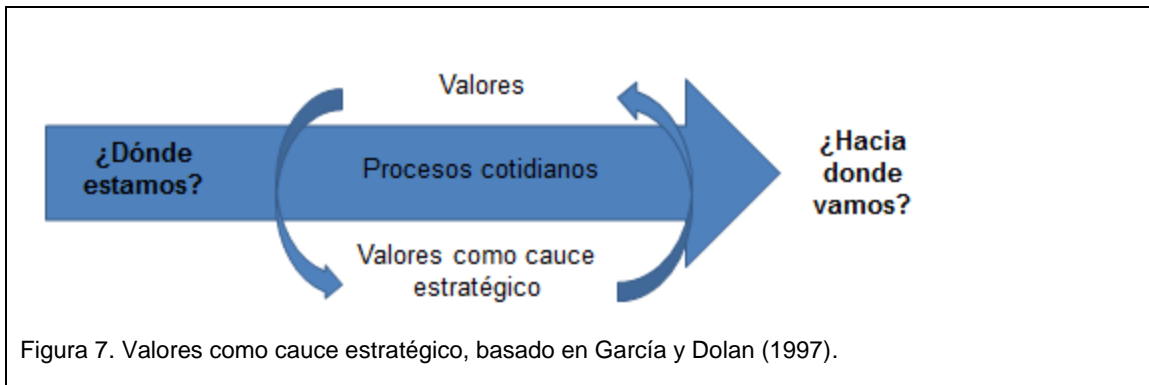 Valores
¿Dónde
estamos?
Procesos cotidianos
¿Hacia
donde
vamos?
Valores como cauce
estratégico
Figura 7. Valores como cauce estratégico, basado en García y Dolan (1997).